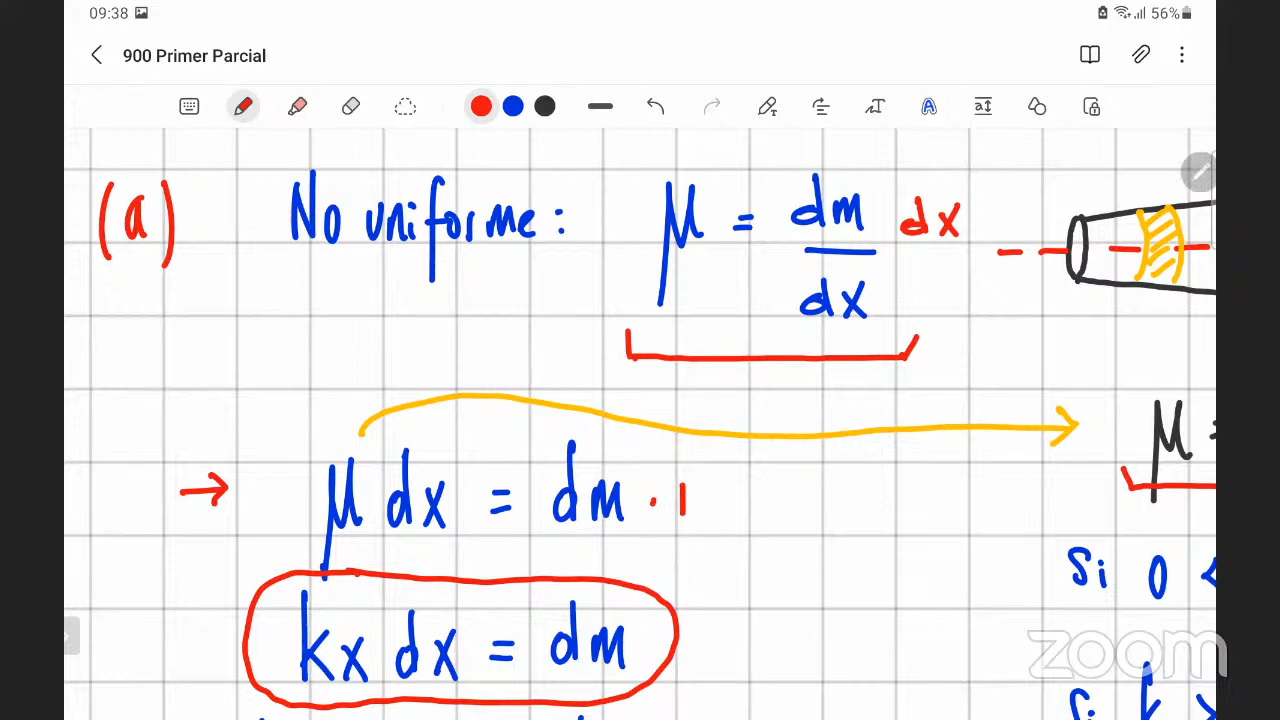 09:38 56%
900 Primer Parcial
(a) No uniforme: μ = dm/dx dx
μ =
→ μ dx = dm · 1
Si 0 <
kx dx = dm
zoom
Si k >